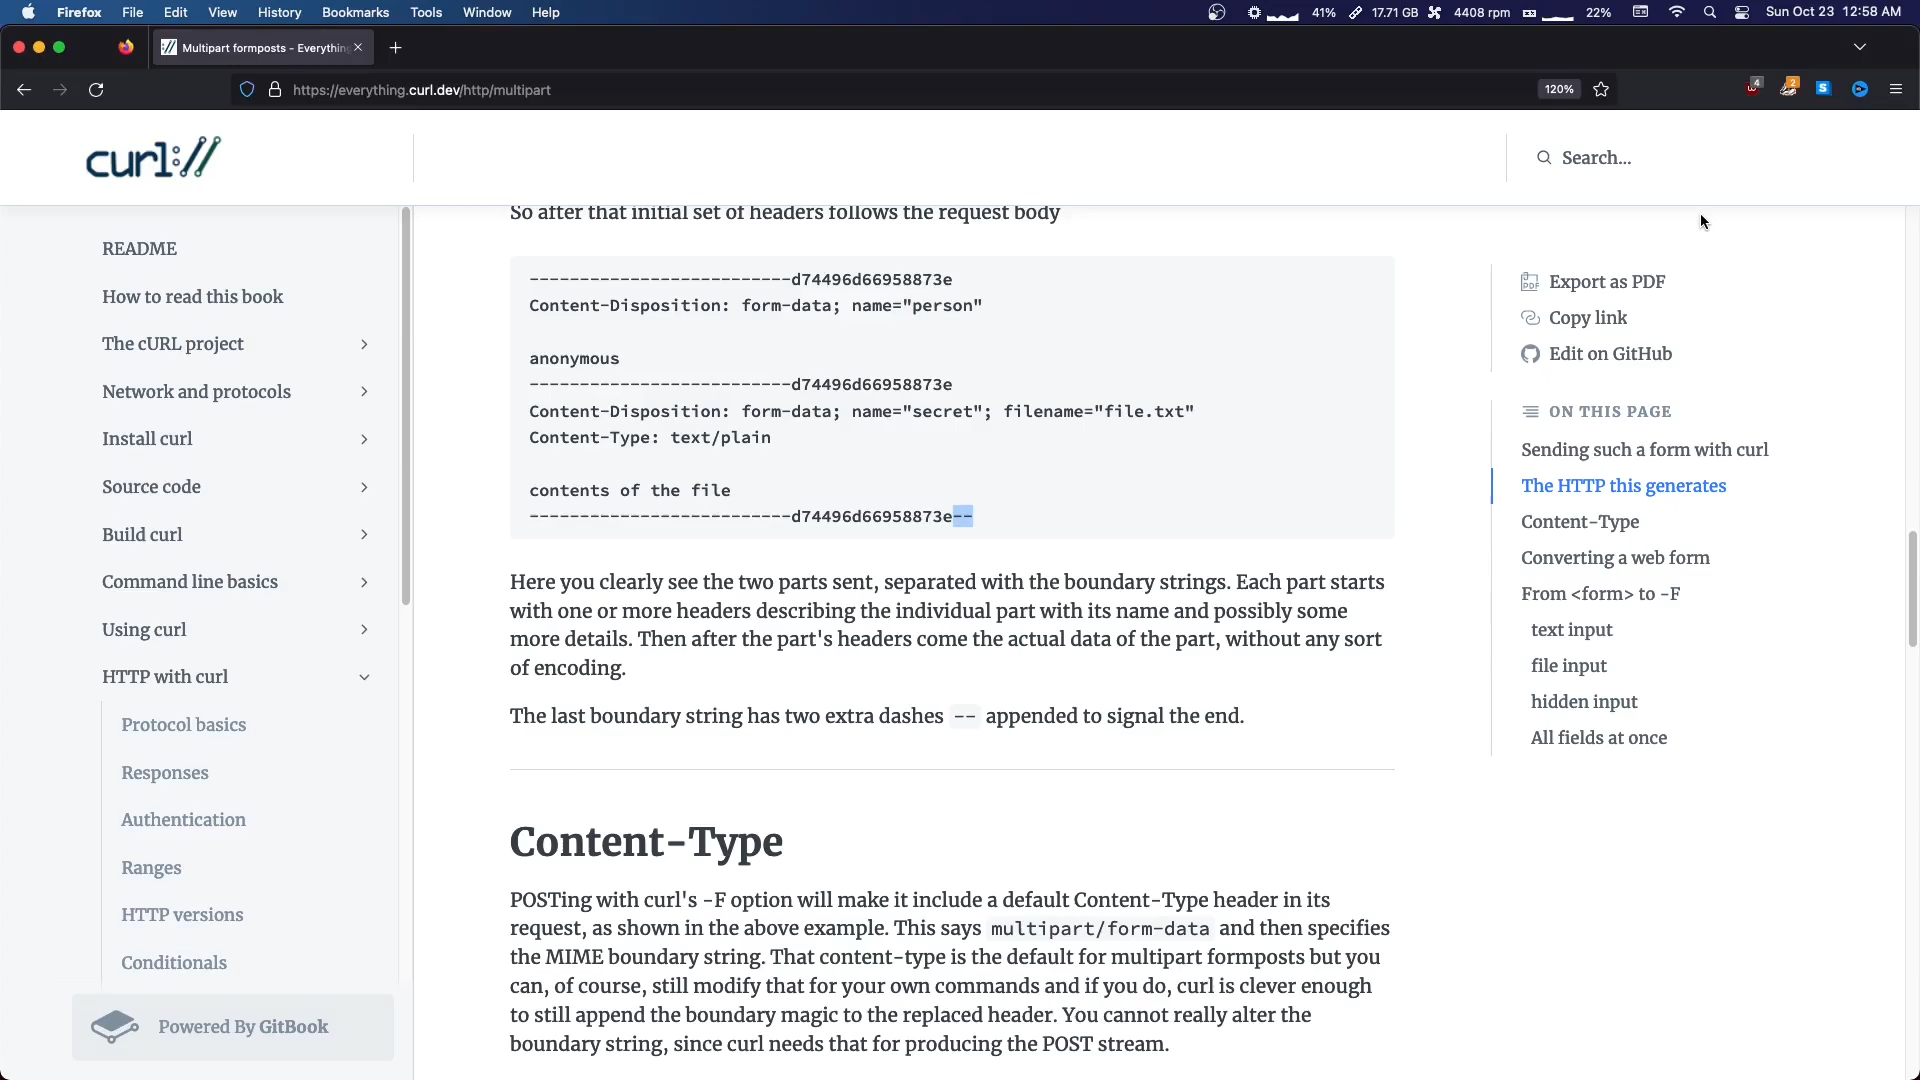 Firefox File Edit View History Bookmarks Tools Window Help 41% 17.71 GB 4408 rpm 22% Sun Oct 23 12:58 AM
Multipart formposts - Everything
https://everything.curl.dev/http/multipart 120% 4 2 S
curl://
Search...
README
How to read this book
The cURL project
Network and protocols
Install curl
Source code
Build curl
Command line basics
Using curl
HTTP with curl
Protocol basics
Responses
Authentication
Ranges
HTTP versions
Conditionals
Powered By GitBook
So after that initial set of headers follows the request body
--------------------------d74496d66958873e
Content-Disposition: form-data; name="person"
anonymous
--------------------------d74496d66958873e
Content-Disposition: form-data; name="secret"; filename="file.txt"
Content-Type: text/plain
contents of the file
--------------------------d74496d66958873e--
Here you clearly see the two parts sent, separated with the boundary strings. Each part starts
with one or more headers describing the individual part with its name and possibly some
more details. Then after the part's headers come the actual data of the part, without any sort
of encoding.
The last boundary string has two extra dashes -- appended to signal the end.
Content-Type
POSTing with curl's -F option will make it include a default Content-Type header in its
request, as shown in the above example. This says multipart/form-data and then specifies
the MIME boundary string. That content-type is the default for multipart formposts but you
can, of course, still modify that for your own commands and if you do, curl is clever enough
to still append the boundary magic to the replaced header. You cannot really alter the
boundary string, since curl needs that for producing the POST stream.
PDF Export as PDF
Copy link
Edit on GitHub
ON THIS PAGE
Sending such a form with curl
The HTTP this generates
Content-Type
Converting a web form
From <form> to -F
text input
file input
hidden input
All fields at once